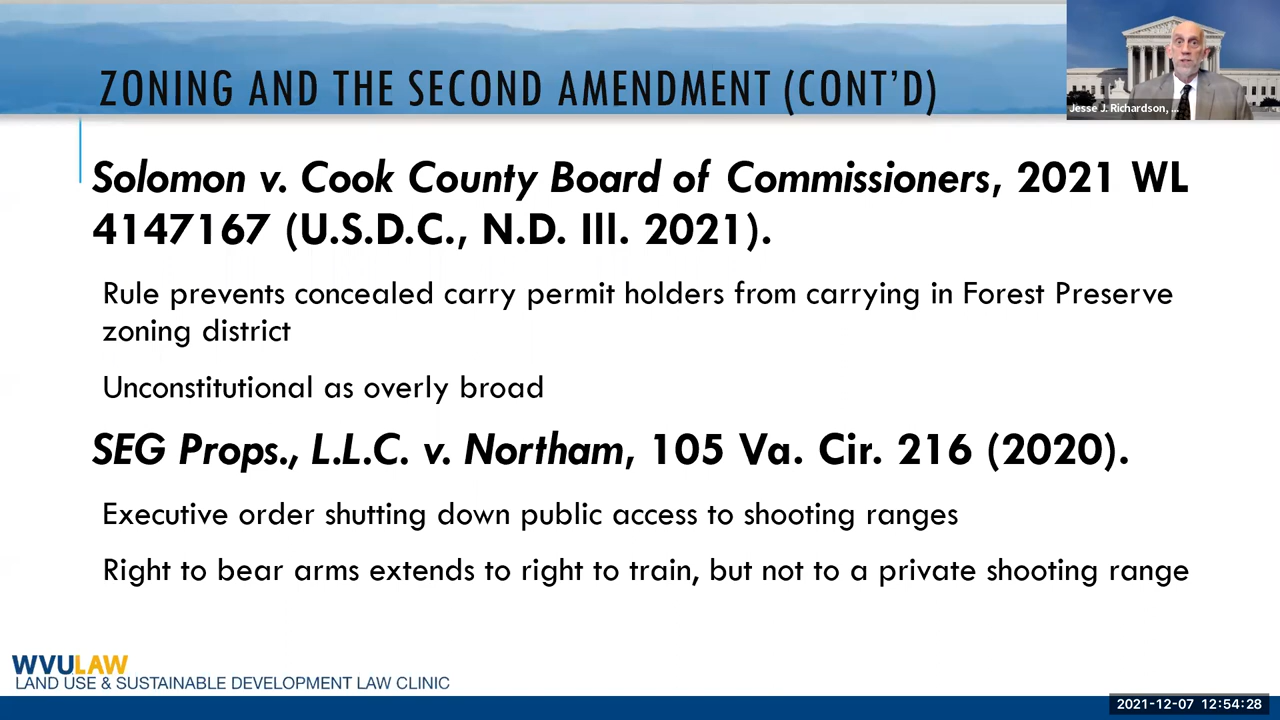 ZONING AND THE SECOND AMENDMENT (CONT'D)
Jesse J. Richardson, ...
Solomon v. Cook County Board of Commissioners, 2021 WL
4147167 (U.S.D.C., N.D. Ill. 2021).
Rule prevents concealed carry permit holders from carrying in Forest Preserve
zoning district
Unconstitutional as overly broad
SEG Props., L.L.C. v. Northam, 105 Va. Cir. 216 (2020).
Executive order shutting down public access to shooting ranges
Right to bear arms extends to right to train, but not to a private shooting range
WVULAW
LAND USE & SUSTAINABLE DEVELOPMENT LAW CLINIC
2021-12-07 12:54:28